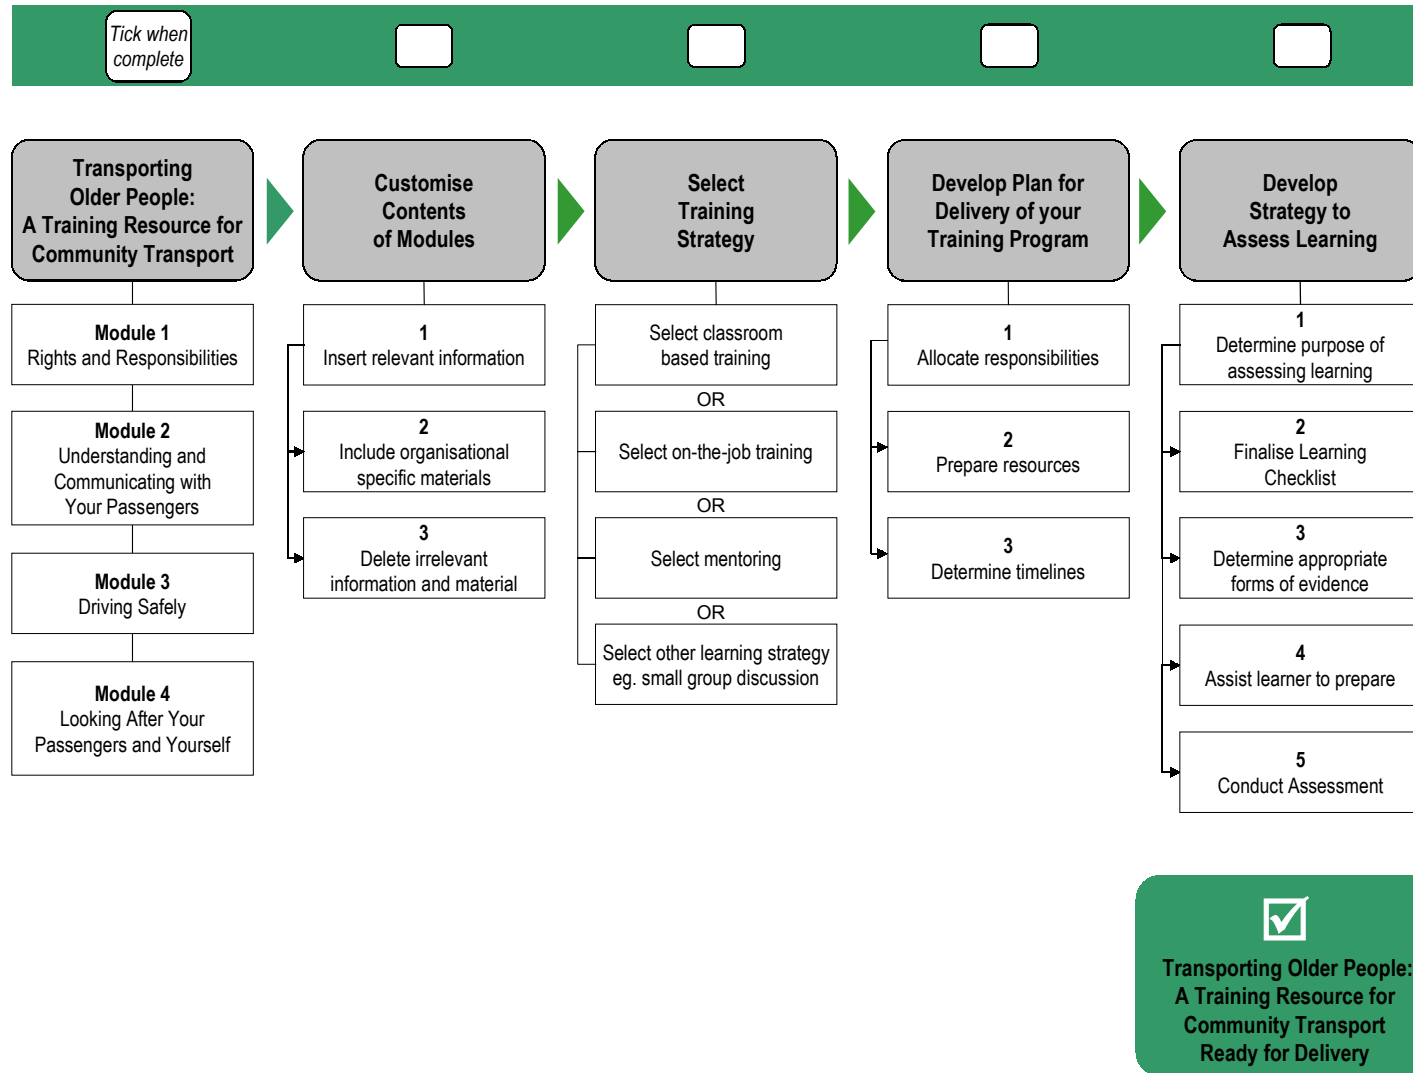 Tick when
complete
Transporting
Older People:
A Training Resource for
Community Transport
Module 1
Rights and Responsibilities
Module 2
Understanding and
Communicating with
Your Passengers
Module 3
Driving Safely
Module 4
Looking After Your
Passengers and Yourself
Customise
Contents
of Modules
1
Insert relevant information
2
Include organisational
specific materials
3
Delete irrelevant
information and material
Select
Training
Strategy
Select classroom
based training
OR
Select on-the-job training
OR
Select mentoring
OR
Select other learning strategy
eg. small group discussion
Develop Plan for
Delivery of your
Training Program
1
Allocate responsibilities
2
Prepare resources
3
Determine timelines
Develop
Strategy to
Assess Learning
1
Determine purpose of
assessing learning
2
Finalise Learning
Checklist
3
Determine appropriate
forms of evidence
4
Assist learner to prepare
5
Conduct Assessment
Transporting Older People:
A Training Resource for
Community Transport
Ready for Delivery